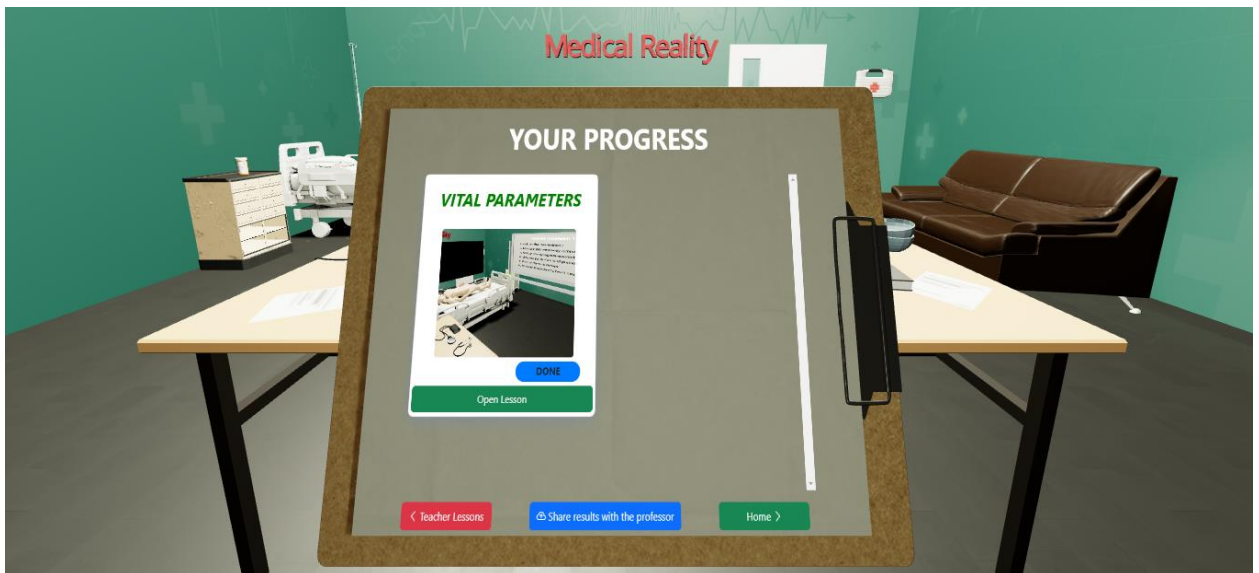 Medical Reality
YOUR PROGRESS
VITAL PARAMETERS
DONE
Open Lesson
Teacher Lessons
Share results with the professor
Home